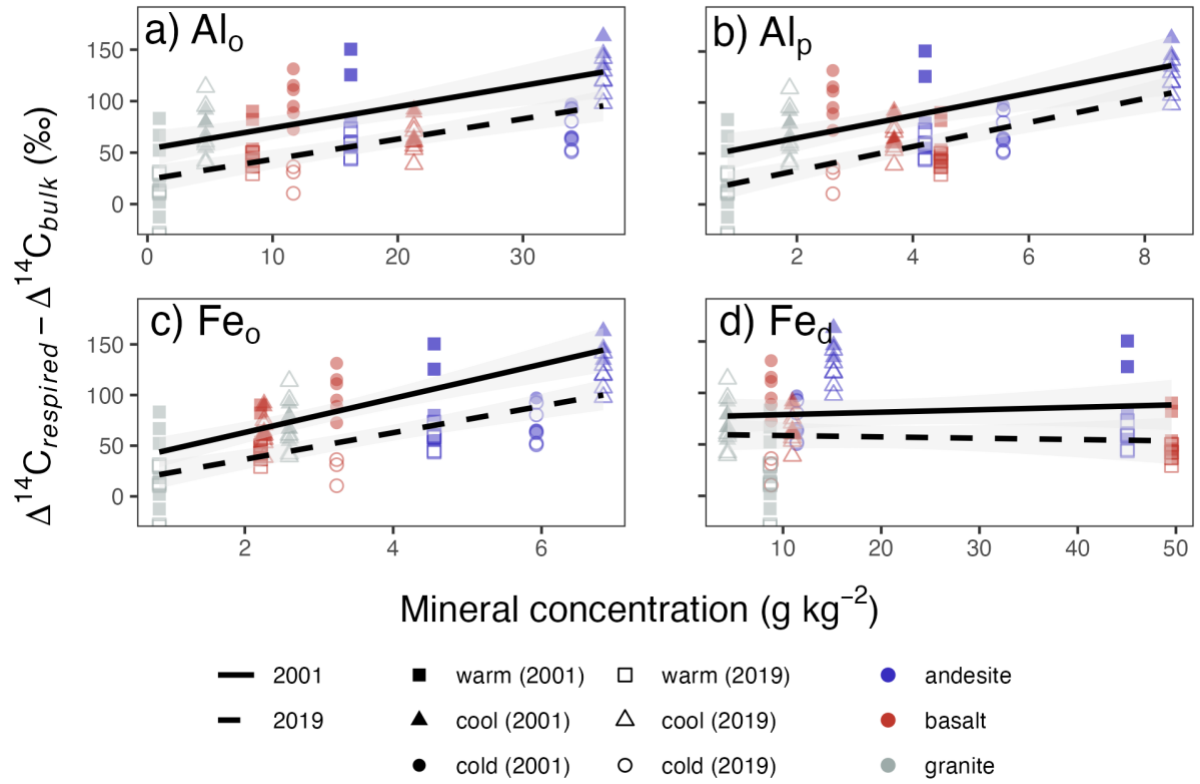 a) Alo
b) Alp
150
100
50
0
0 10 20 30
2 4 6 8
c) Feo
d) Fed
150
100
50
0
2 4 6
10 20 30 40 50
Δ14Crespired – Δ14Cbulk (‰)
Mineral concentration (g kg−2)
2001 warm (2001) warm (2019) andesite
2019 cool (2001) cool (2019) basalt
cold (2001) cold (2019) granite